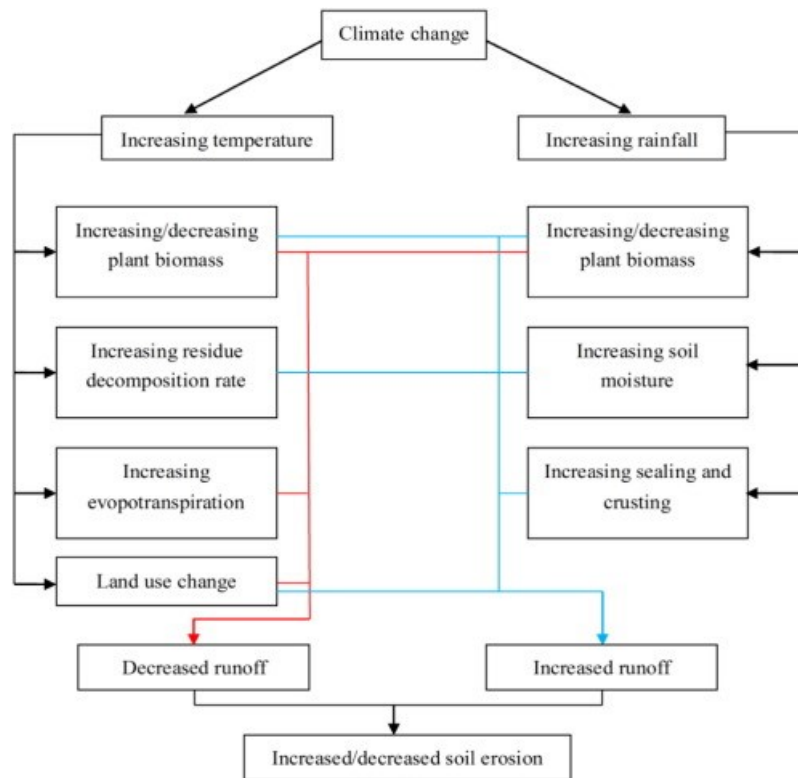 Climate change
Increasing temperature
Increasing rainfall
Increasing/decreasing
plant biomass
Increasing/decreasing
plant biomass
Increasing residue
decomposition rate
Increasing soil
moisture
Increasing
evopotranspiration
Increasing sealing and
crusting
Land use change
Decreased runoff
Increased runoff
Increased/decreased soil erosion